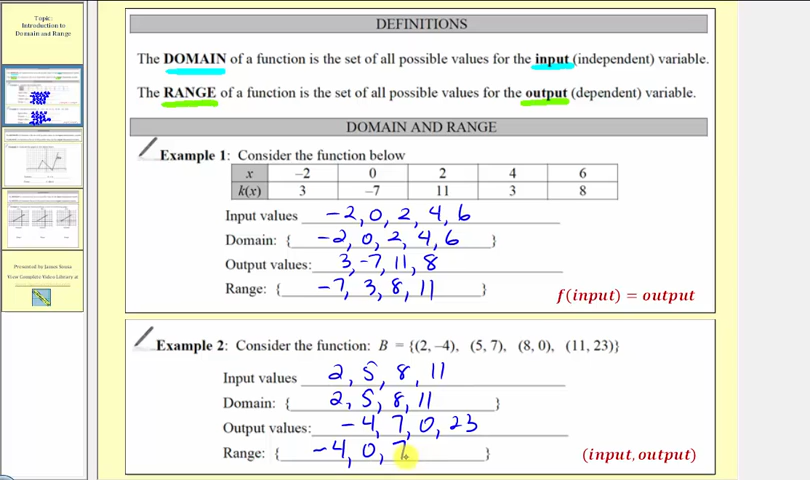 Topic:
Introduction to
Domain and Range
Presented by James Sousa
View Complete Video Library at
DEFINITIONS
The DOMAIN of a function is the set of all possible values for the input (independent) variable.
The RANGE of a function is the set of all possible values for the output (dependent) variable.
DOMAIN AND RANGE
Example 1: Consider the function below
x –2 0 2 4 6
k(x) 3 –7 11 3 8
Input values -2, 0, 2, 4, 6
Domain: { -2, 0, 2, 4, 6 }
Output values: 3, -7, 11, 8
Range: { -7, 3, 8, 11 }
f(input) = output
Example 2: Consider the function: B = {(2, –4), (5, 7), (8, 0), (11, 23)}
Input values 2, 5, 8, 11
Domain: { 2, 5, 8, 11 }
Output values: -4, 7, 0, 23
Range: { -4, 0, 7 }
(input, output)